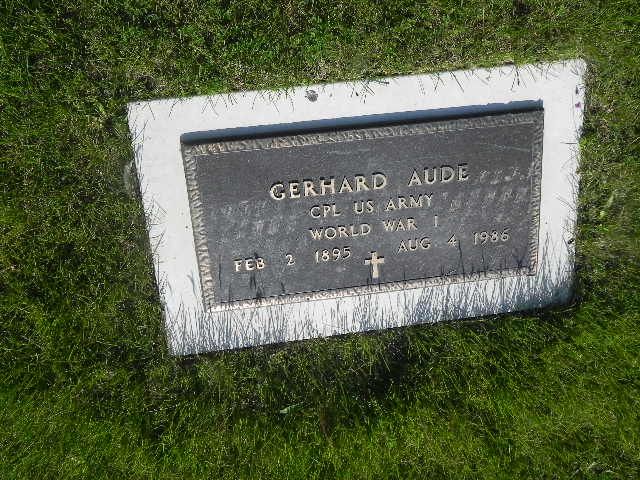 GERHARD AUDE
CPL US ARMY
WORLD WAR I
FEB 2 1895 AUG 4 1986